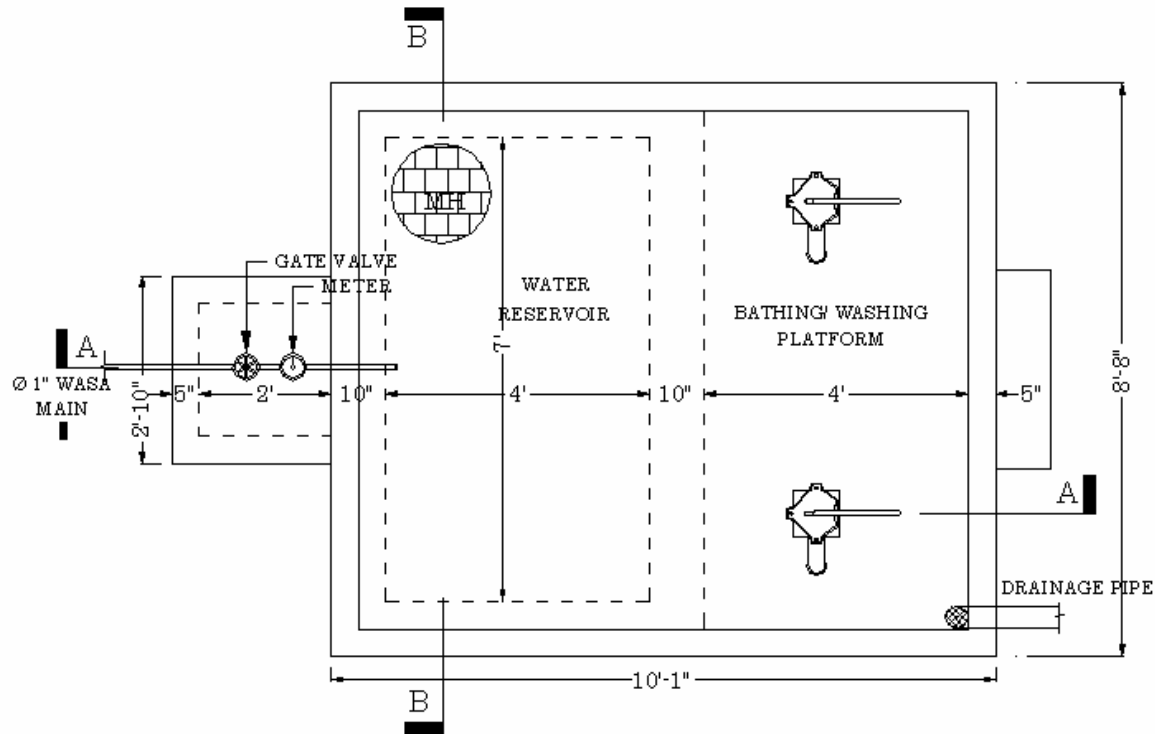 B
MH
GATE VALVE
METER
WATER
RESERVOIR
BATHING/ WASHING
PLATFORM
A
Ø 1" WASA
MAIN
7'
8'-8"
5"
2'
10"
4'
10"
4'
5"
2'-10"
A
DRAINAGE PIPE
10'-1"
B